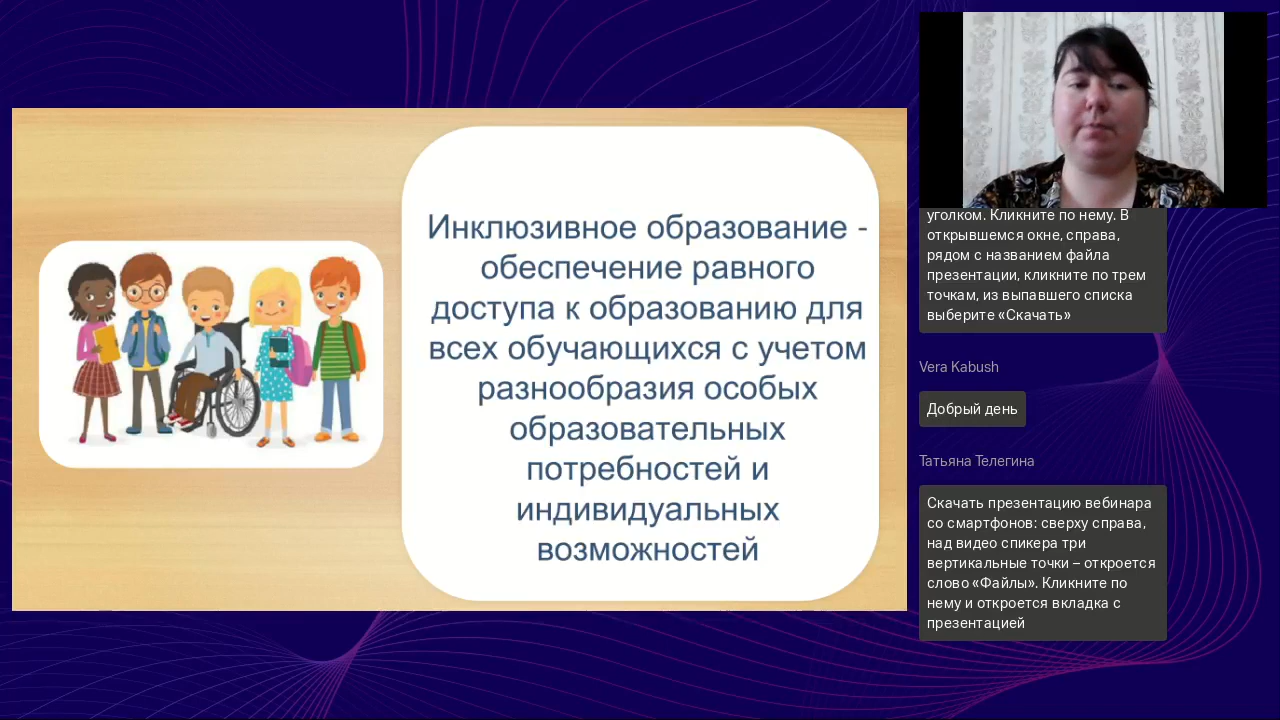 Инклюзивное образование -
обеспечение равного
доступа к образованию для
всех обучающихся с учетом
разнообразия особых
образовательных
потребностей и
индивидуальных
возможностей
уголком. Кликните по нему. В
открывшемся окне, справа,
рядом с названием файла
презентации, кликните по трем
точкам, из выпавшего списка
выберите «Скачать»
Vera Kabush
Добрый день
Татьяна Телегина
Скачать презентацию вебинара
со смартфонов: сверху справа,
над видео спикера три
вертикальные точки – откроется
слово «Файлы». Кликните по
нему и откроется вкладка с
презентацией